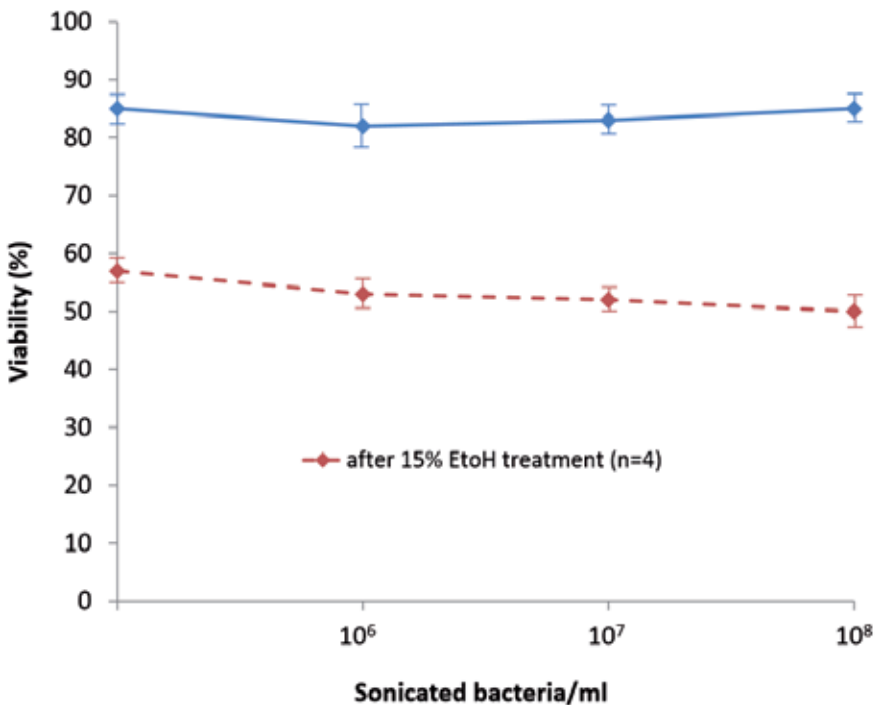 100
90
80
70
60
50
40
30
20
10
0
Viability (%)
after 15% EtoH treatment (n=4)
10⁶ 10⁷ 10⁸
Sonicated bacteria/ml